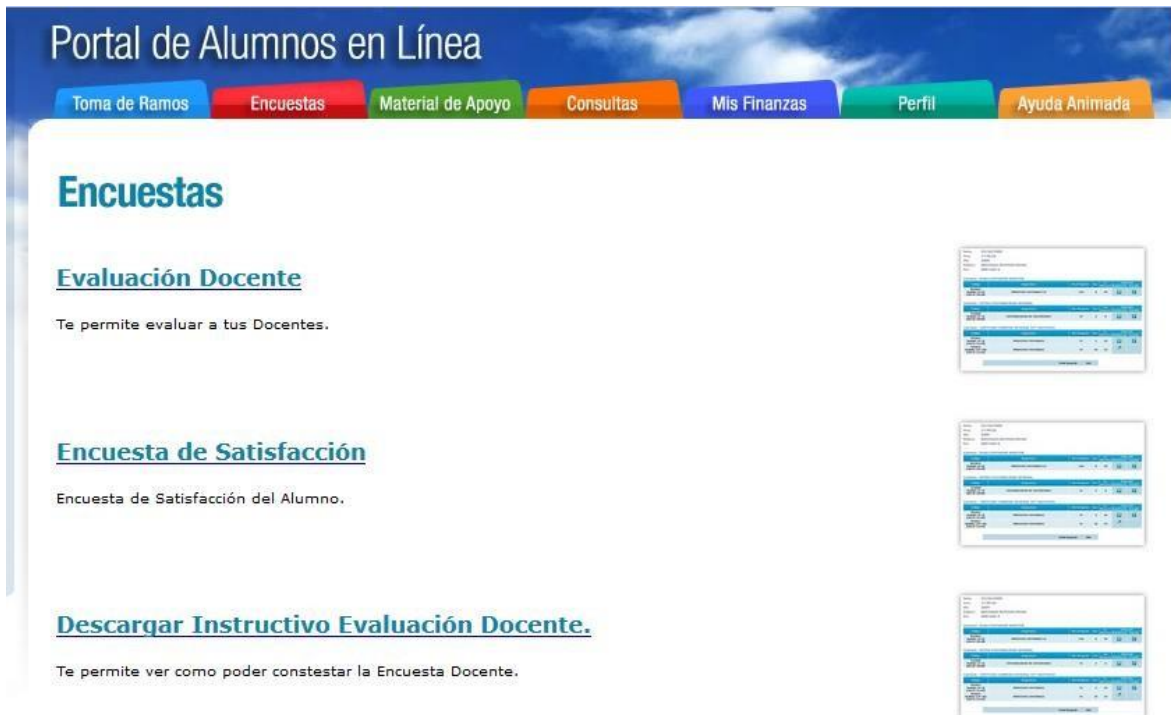 Portal de Alumnos en Línea
Toma de Ramos Encuestas Material de Apoyo Consultas Mis Finanzas Perfil Ayuda Animada
Encuestas
Evaluación Docente
Te permite evaluar a tus Docentes.
Encuesta de Satisfacción
Encuesta de Satisfacción del Alumno.
Descargar Instructivo Evaluación Docente.
Te permite ver como poder constestar la Encuesta Docente.